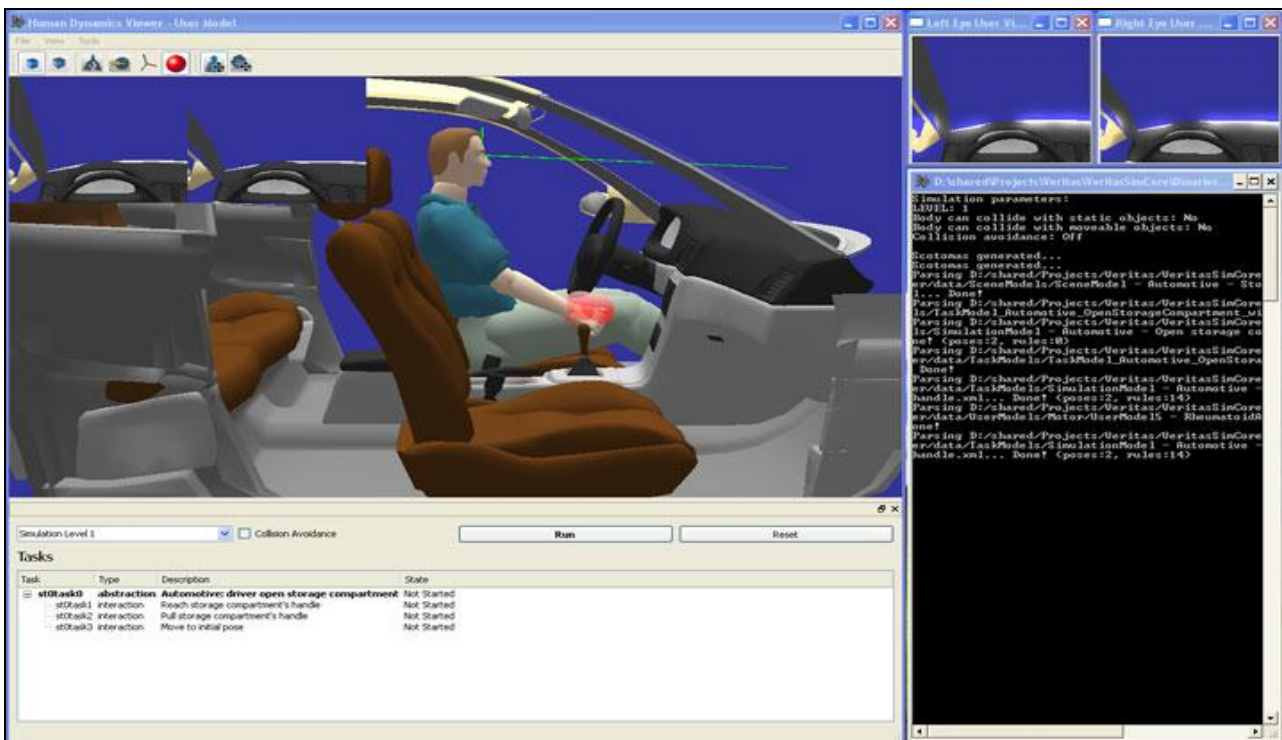 Human Dynamics Viewer - User Model
File View Tools
Left Eye User Vi...
Right Eye User ...
D:\shared\Projects\Veritas\VeritasSimCore\Binaries...
Simulation parameters:
LEVEL: 1
Body can collide with static objects: No
Body can collide with moveable objects: No
Collision avoidance: Off
Scotomas generated...
Scotomas generated...
Parsing D:/shared/Projects/Veritas/VeritasSimCore
er/data/SceneModels/SceneModel - Automotive - Sto
l... Done!
Parsing D:/shared/Projects/Veritas/VeritasSimCore
ls/TaskModel_Automotive_OpenStorageCompartment_wi
Parsing D:/shared/Projects/Veritas/VeritasSimCore
ls/SimulationModel - Automotive - Open storage co
ne! (poses:2, rules:0)
Parsing D:/shared/Projects/Veritas/VeritasSimCore
er/data/TaskModels/TaskModel_Automotive_OpenStora
Done!
Parsing D:/shared/Projects/Veritas/VeritasSimCore
er/data/TaskModels/SimulationModel - Automotive -
handle.xml... Done! (poses:2, rules:14)
Parsing D:/shared/Projects/Veritas/VeritasSimCore
er/data/UserModels/Motor/UserModel5 - RheumatoidA
one!
Parsing D:/shared/Projects/Veritas/VeritasSimCore
er/data/TaskModels/SimulationModel - Automotive -
handle.xml... Done! (poses:2, rules:14)
Simulation Level 1 Collision Avoidance Run Reset
Tasks
Task Type Description State
st0task0 abstraction Automotive: driver open storage compartment Not Started
st0task1 interaction Reach storage compartment's handle Not Started
st0task2 interaction Pull storage compartment's handle Not Started
st0task3 interaction Move to initial pose Not Started